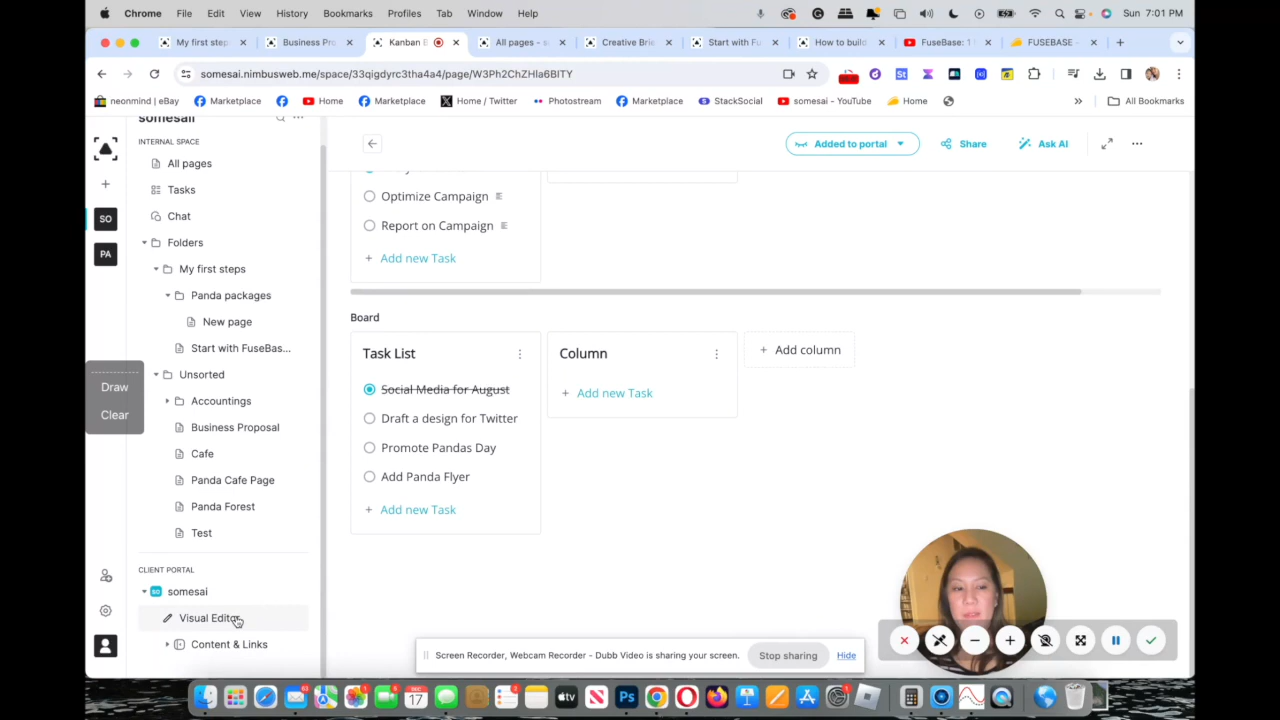 Chrome File Edit View History Bookmarks Profiles Tab Window Help Sun 7:01 PM
My first steps Business Pro Kanban B All pages - s Creative Brie Start with Fu How to build FuseBase: 1 FUSEBASE -
somesai.nimbusweb.me/space/33qigdyrc3tha4a4/page/W3Ph2ChZHIa6BITY
neonmind | eBay Marketplace Home Marketplace Home / Twitter Photostream Marketplace StackSocial somesai - YouTube Home All Bookmarks
INTERNAL SPACE
All pages
Tasks
Chat
Folders
My first steps
Panda packages
New page
Start with FuseBas...
Unsorted
Accountings
Business Proposal
Cafe
Panda Cafe Page
Panda Forest
Test
CLIENT PORTAL
somesai
Visual Editor
Content & Links
SO
PA
Draw
Clear
Added to portal Share Ask AI
Optimize Campaign
Report on Campaign
+ Add new Task
Board
Task List Column + Add column
Social Media for August + Add new Task
Draft a design for Twitter
Promote Pandas Day
Add Panda Flyer
+ Add new Task
Screen Recorder, Webcam Recorder - Dubb Video is sharing your screen. Stop sharing Hide